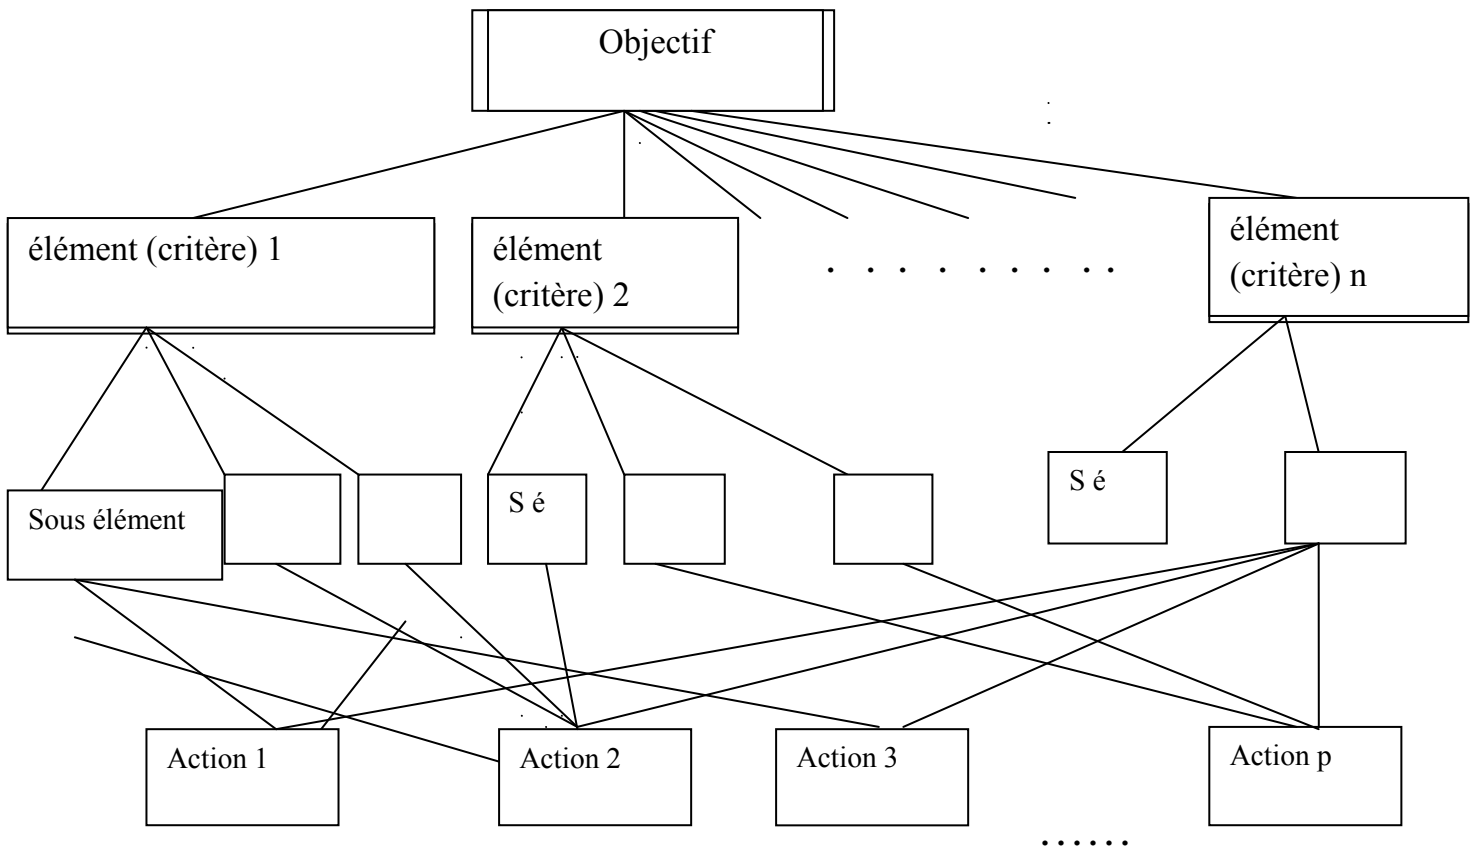 Objectif
élément (critère) 1
élément
(critère) 2
. . . . . . . . .
élément
(critère) n
Sous élément
S é
S é
Action 1
Action 2
Action 3
Action p
. . . . . .